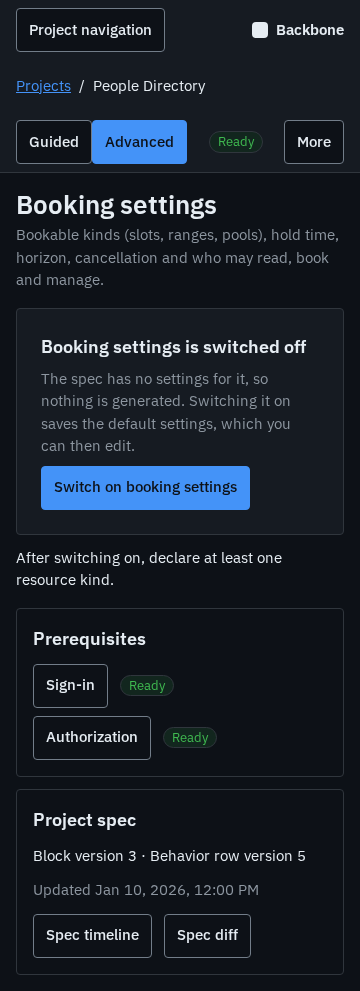 Project navigation
Backbone
Projects / People Directory
Guided
Advanced
Ready
More
Booking settings
Bookable kinds (slots, ranges, pools), hold time,
horizon, cancellation and who may read, book
and manage.
Booking settings is switched off
The spec has no settings for it, so
nothing is generated. Switching it on
saves the default settings, which you
can then edit.
Switch on booking settings
After switching on, declare at least one
resource kind.
Prerequisites
Sign-in
Ready
Authorization
Ready
Project spec
Block version 3 · Behavior row version 5
Updated Jan 10, 2026, 12:00 PM
Spec timeline
Spec diff